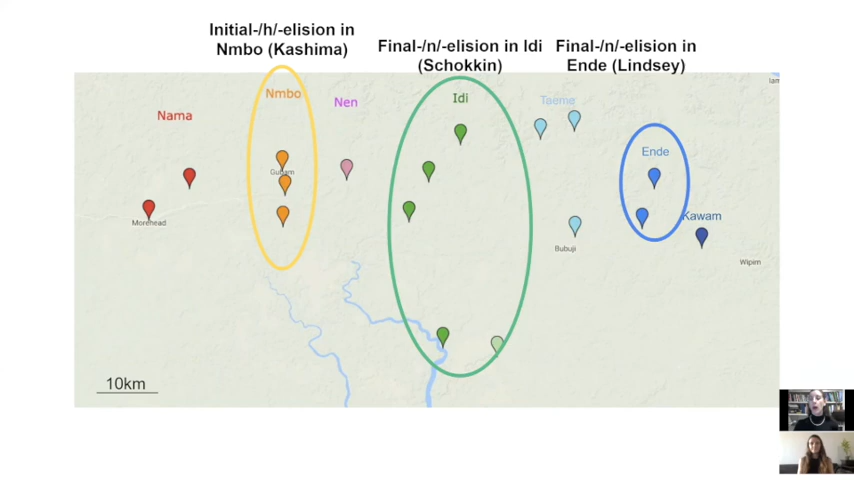 Initial-/h/-elision in
Nmbo (Kashima)
Final-/n/-elision in Idi
(Schokkin)
Final-/n/-elision in
Ende (Lindsey)
Nmbo
Nen
Idi
Taeme
Nama
Ende
Gubam
Morehead
Kawam
Bubuji
Wipim
10km